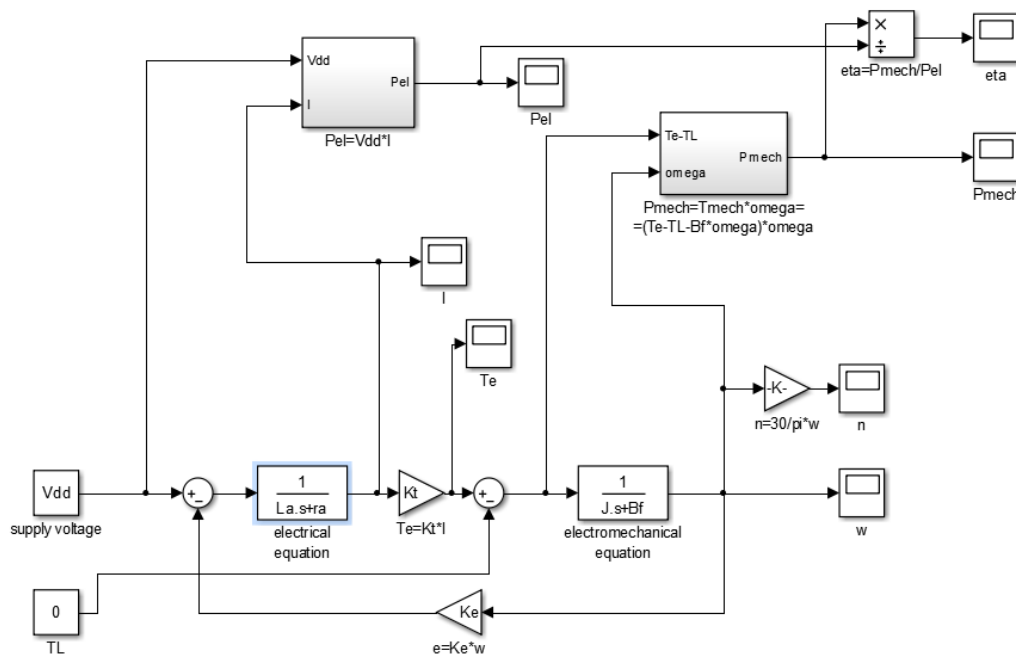 Vdd
I
Pel
Pel=Vdd*I
Pel
×
÷
eta=Pmech/Pel
eta
Te-TL
omega
Pmech
Pmech=Tmech*omega=
=(Te-TL-Bf*omega)*omega
Pmech
I
Te
-K-
n=30/pi*w
n
Vdd
supply voltage
+
−
1
La.s+ra
electrical
equation
Kt
Te=Kt*I
+
−
1
J.s+Bf
electromechanical
equation
w
0
TL
Ke
e=Ke*w